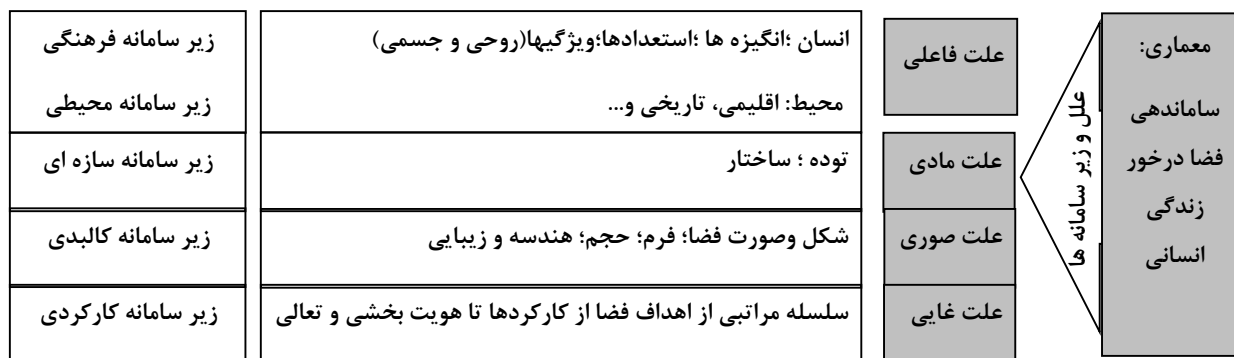 معماری:
ساماندهی
فضا درخور
زندگی
انسانی
علل و زیر سامانه ها
علت فاعلی
انسان ؛انگیزه ها ؛استعدادها؛ویژگیها(روحی و جسمی)
زیر سامانه فرهنگی
محیط: اقلیمی، تاریخی و...
زیر سامانه محیطی
علت مادی
توده ؛ ساختار
زیر سامانه سازه ای
علت صوری
شکل وصورت فضا؛ فرم؛ حجم؛ هندسه و زیبایی
زیر سامانه کالبدی
علت غایی
سلسله مراتبی از اهداف فضا از کارکردها تا هویت بخشی و تعالی
زیر سامانه کارکردی